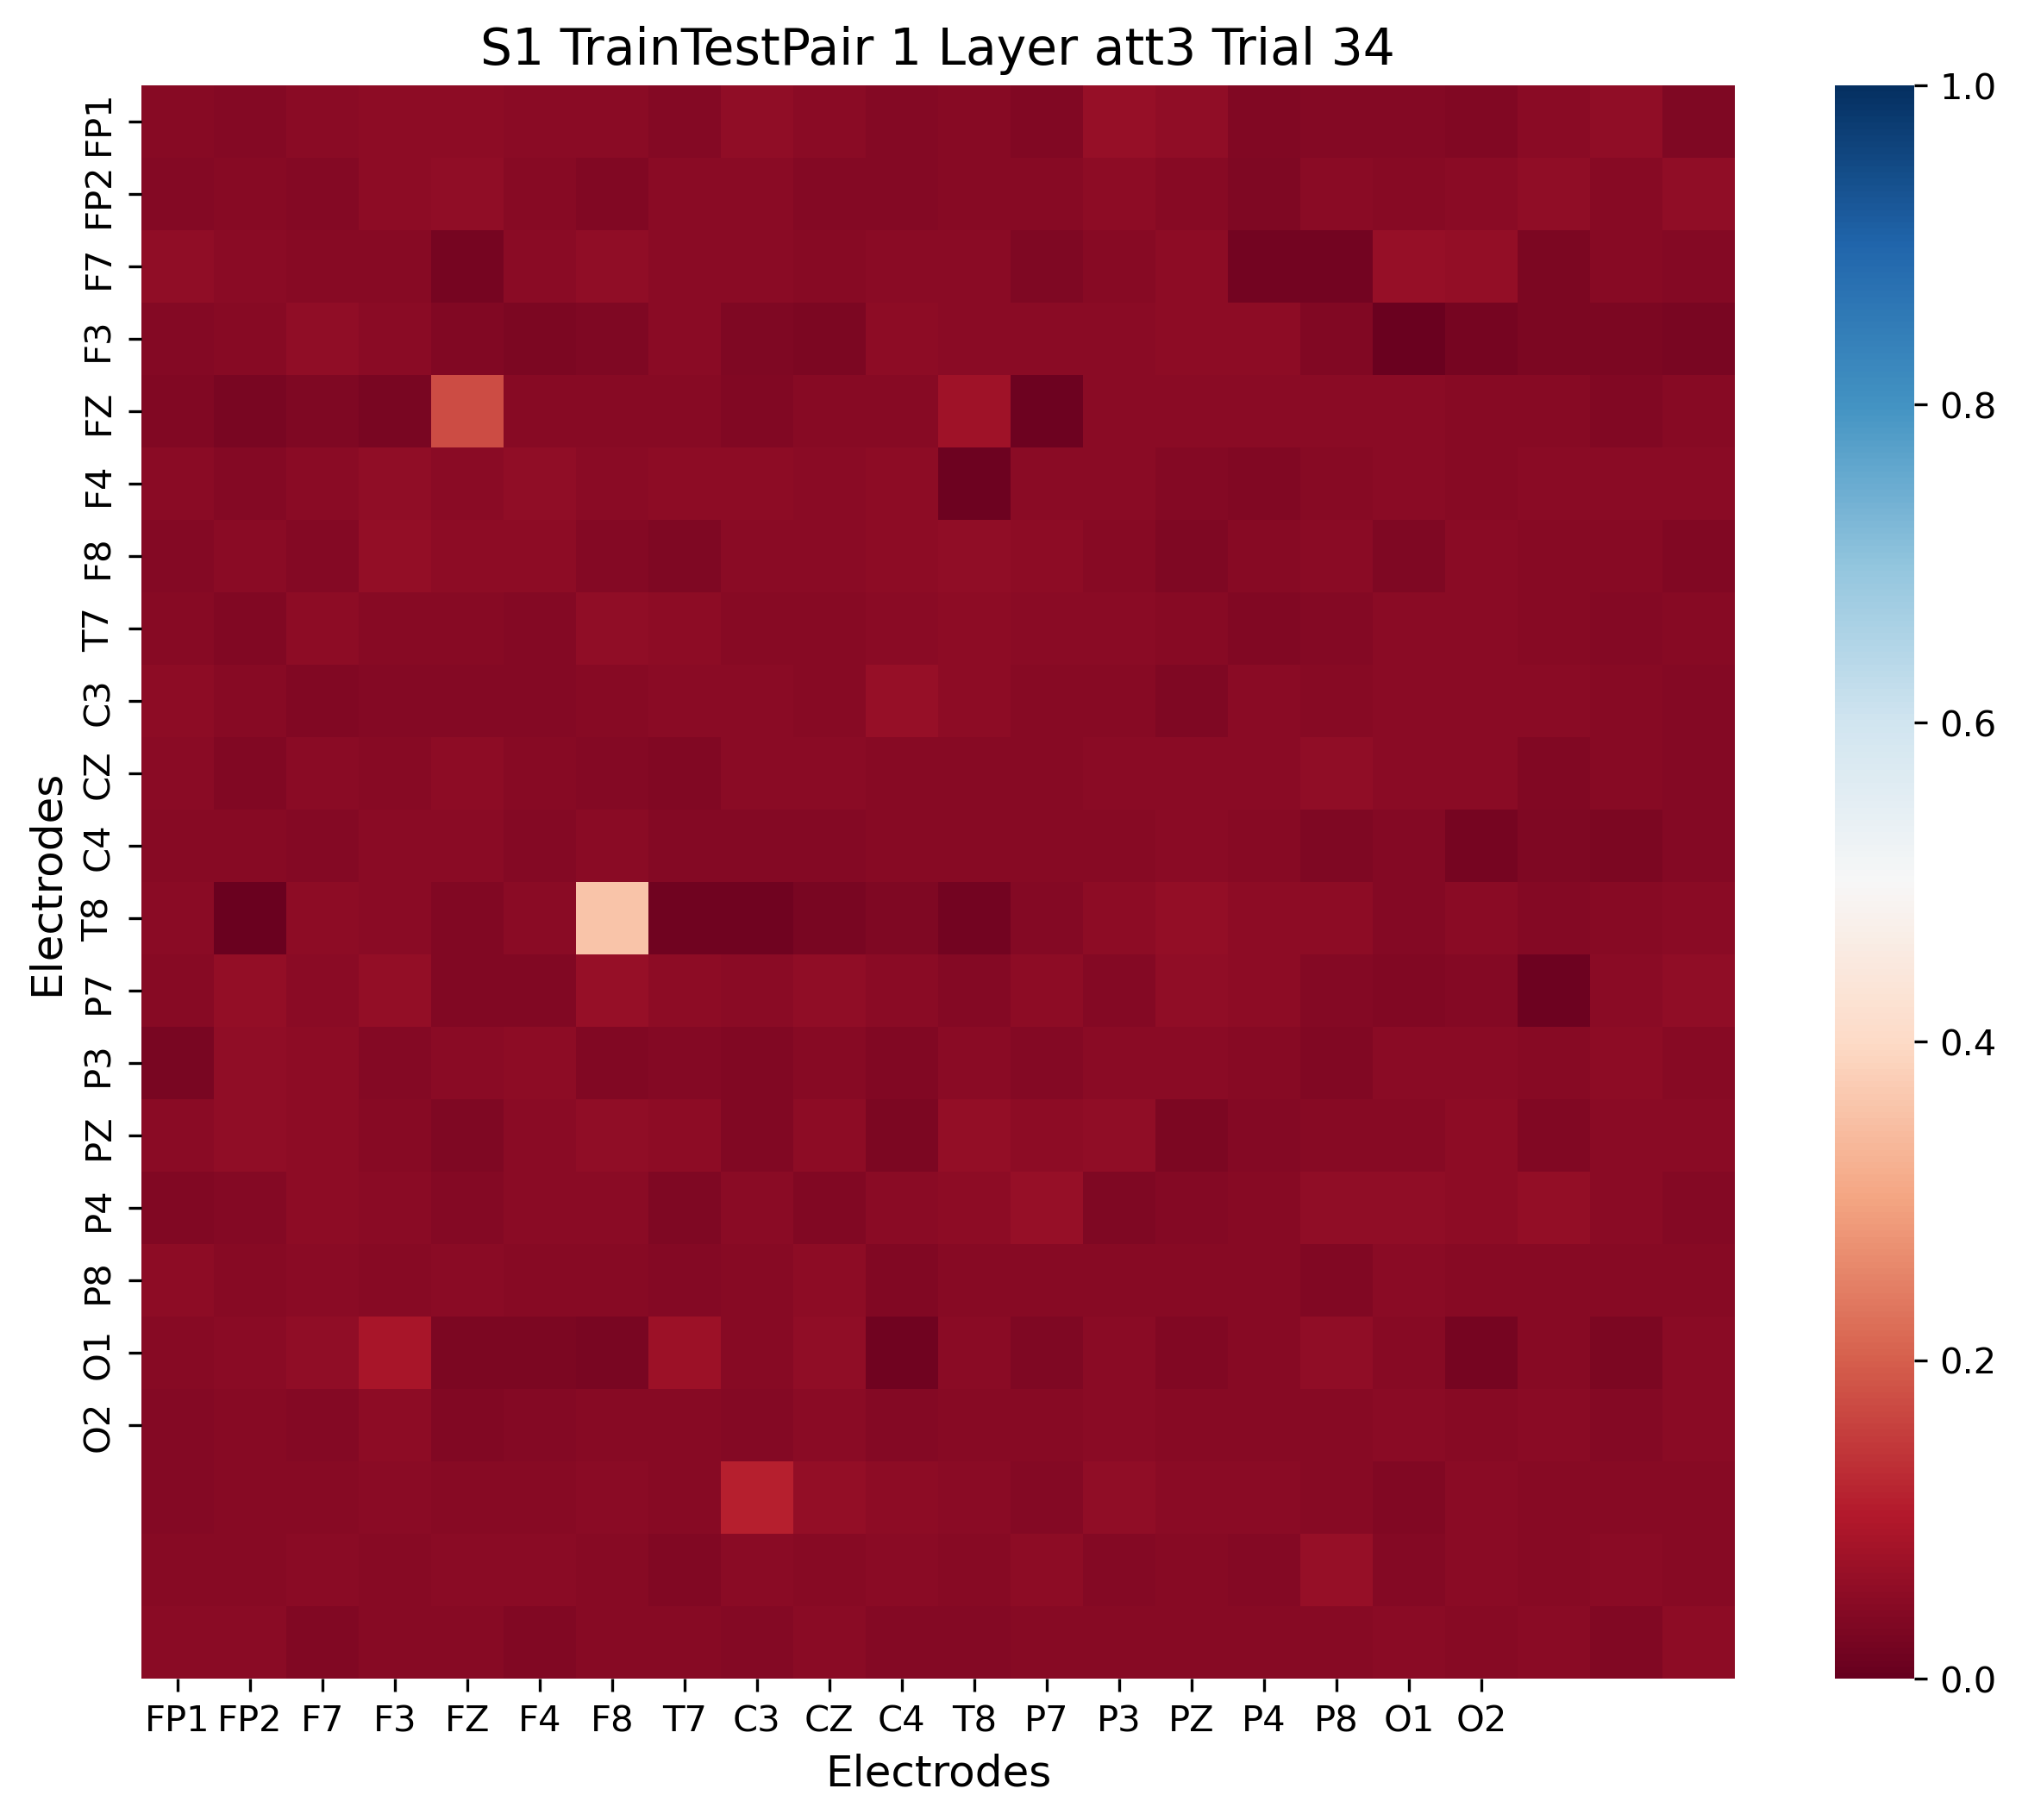 S1 TrainTestPair 1 Layer att3 Trial 34
Electrodes
FP1
FP2
F7
F3
FZ
F4
F8
T7
C3
CZ
C4
T8
P7
P3
PZ
P4
P8
O1
O2
FP1 FP2 F7 F3 FZ F4 F8 T7 C3 CZ C4 T8 P7 P3 PZ P4 P8 O1 O2
Electrodes
1.0
0.8
0.6
0.4
0.2
0.0